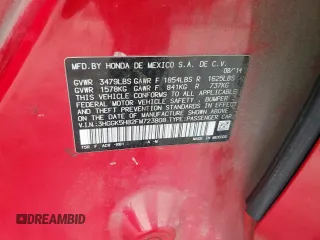 MFD.BY HONDA DE MEXICO S.A. DE C.V.
08/14
GVWR 3479LBS GAWR F 1854LBS R 1625LBS
GVWR 1578KG GAWR F 841KG R 737KG
THIS VEHICLE CONFORMS TO ALL APPLICABLE
FEDERAL MOTOR VEHICLE SAFETY, BUMPER,
AND THEFT PREVENTION STANDARDS IN EFFECT
ON THE DATE OF MANUFACTURE SHOWN ABOVE.
V.I.N.:3HGGK5H82FM723808 TYPE:PASSENGER CAR
DREAMBID